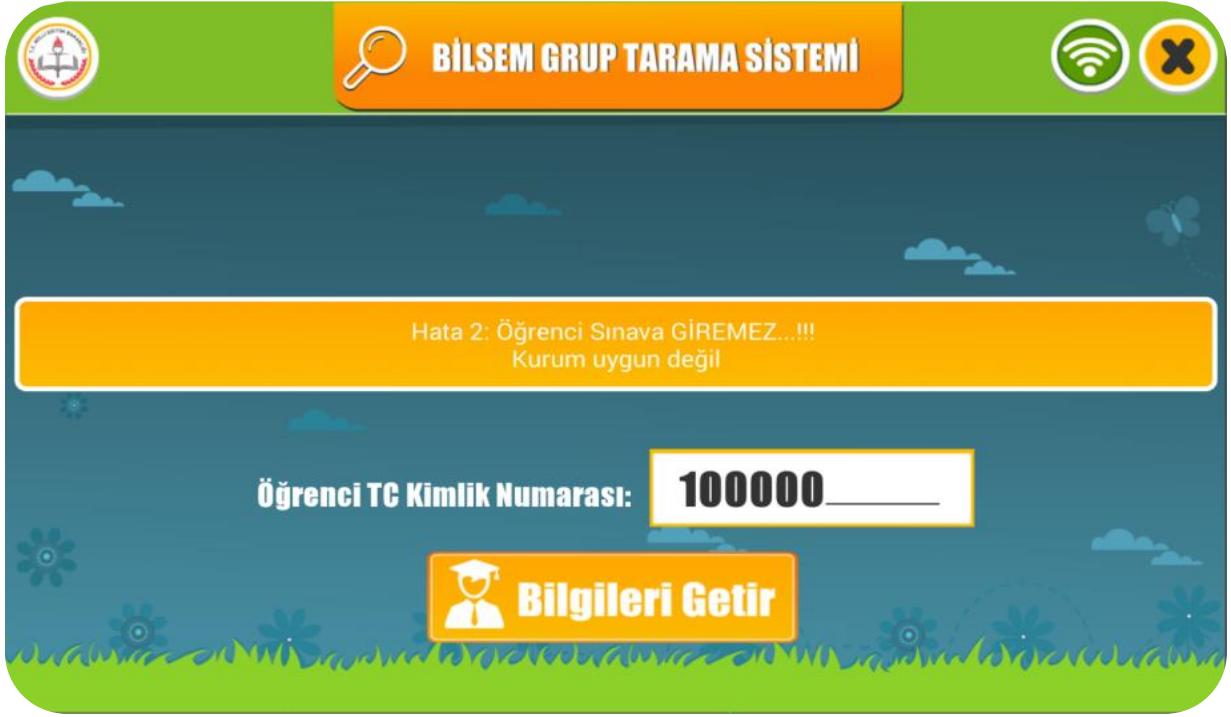 BİLSEM GRUP TARAMA SİSTEMİ
Hata 2: Öğrenci Sınava GİREMEZ...!!!
Kurum uygun değil
Öğrenci TC Kimlik Numarası: 100000_____
Bilgileri Getir